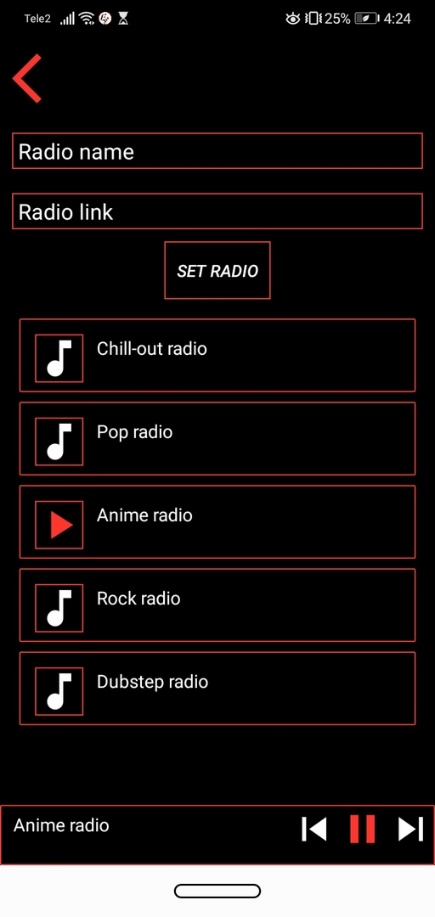 Tele2 25% 4:24
Radio name
Radio link
SET RADIO
Chill-out radio
Pop radio
Anime radio
Rock radio
Dubstep radio
Anime radio